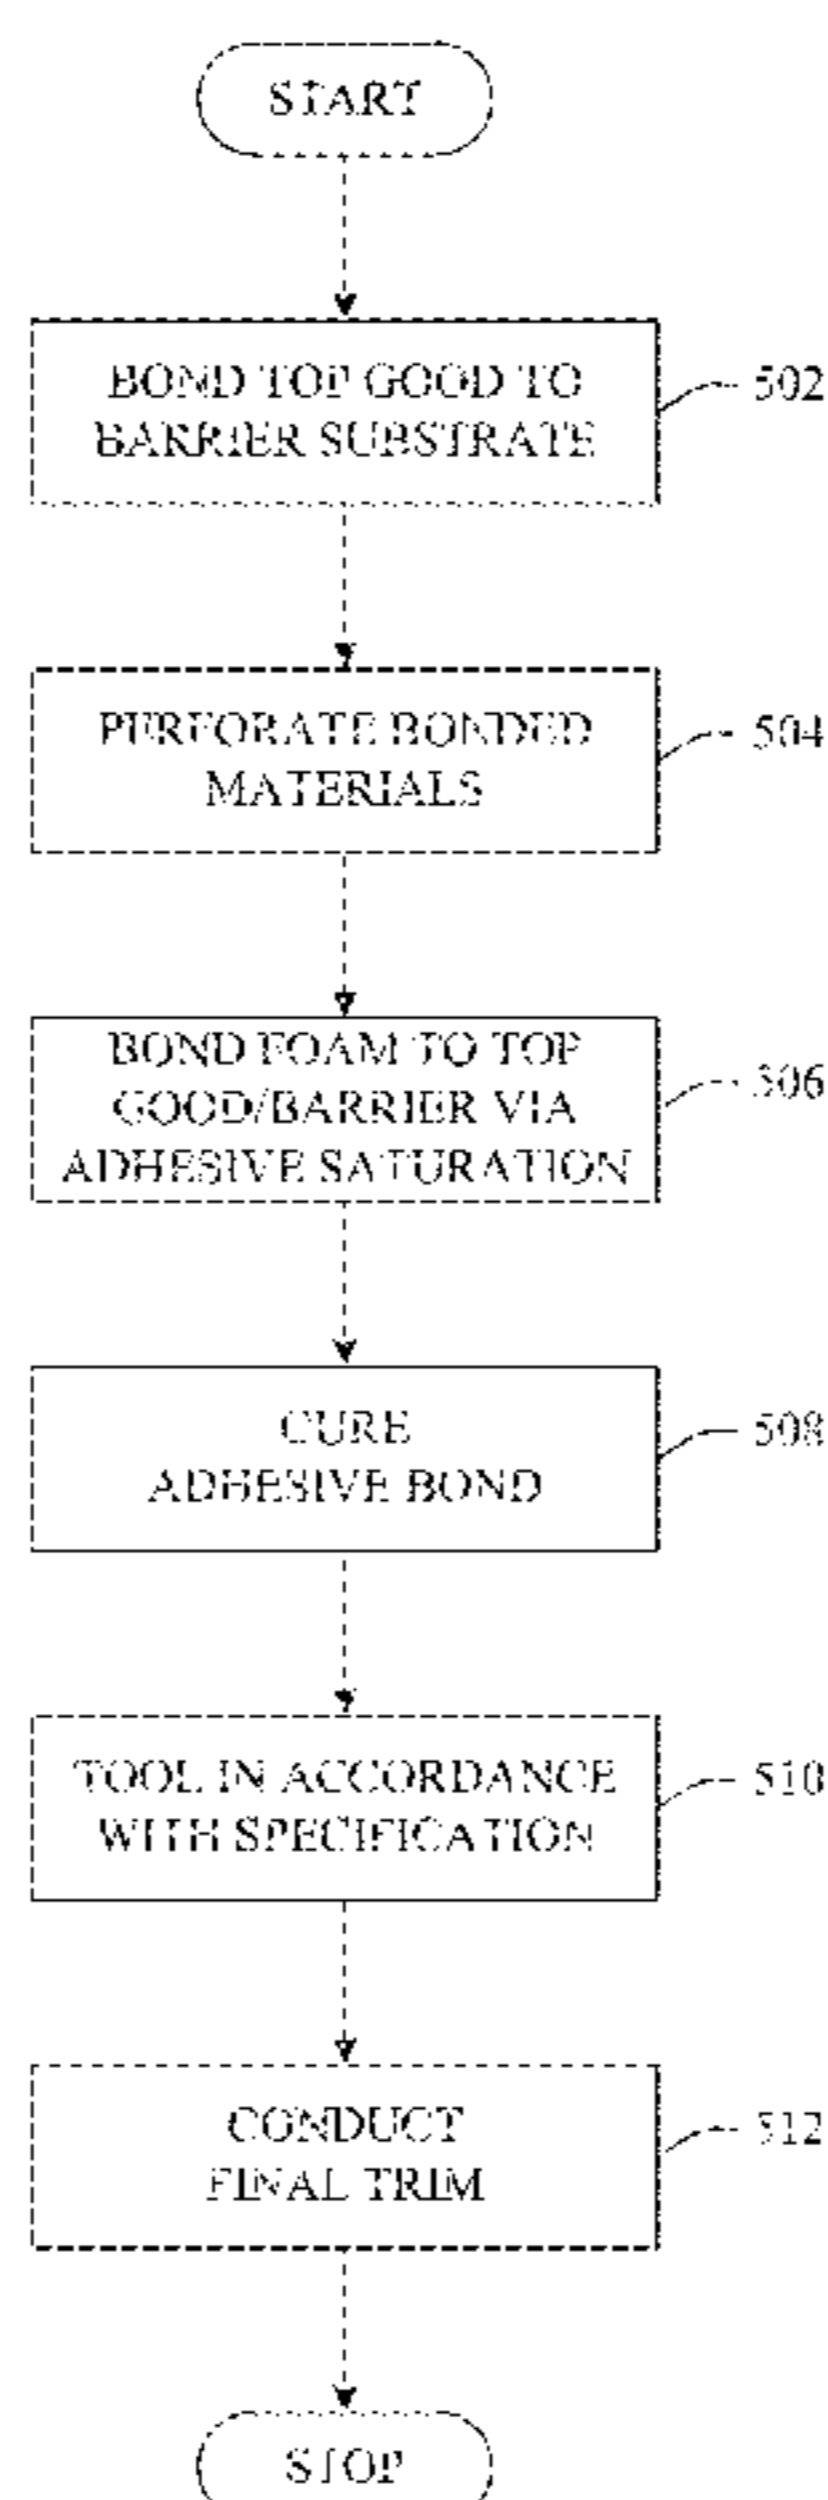 START
BOND TOP GOOD TO
BARRIER SUBSTRATE
502
PERFORATE BONDED
MATERIALS
504
BOND FOAM TO TOP
GOOD/BARRIER VIA
ADHESIVE SATURATION
506
CURE
ADHESIVE BOND
508
TOOL IN ACCORDANCE
WITH SPECIFICATION
510
CONDUCT
FINAL TRIM
512
STOP